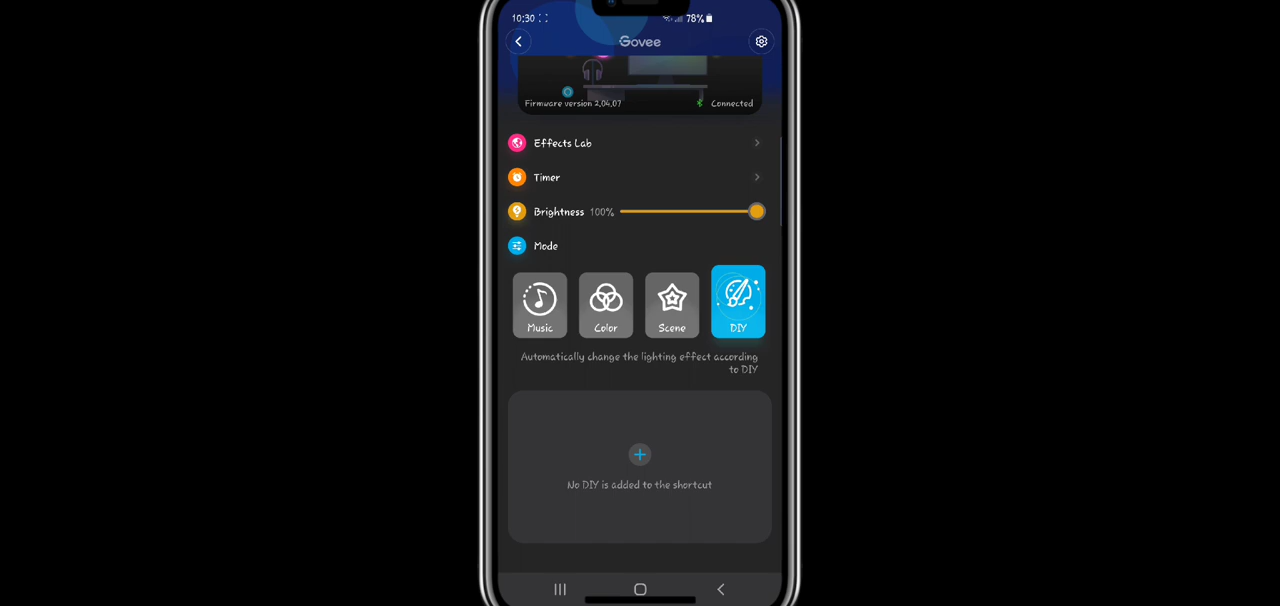 10:30
78%
Govee
Firmware version 2.04.07
Connected
Effects Lab
Timer
Brightness 100%
Mode
Music
Color
Scene
DIY
Automatically change the lighting effect according
to DIY
No DIY is added to the shortcut